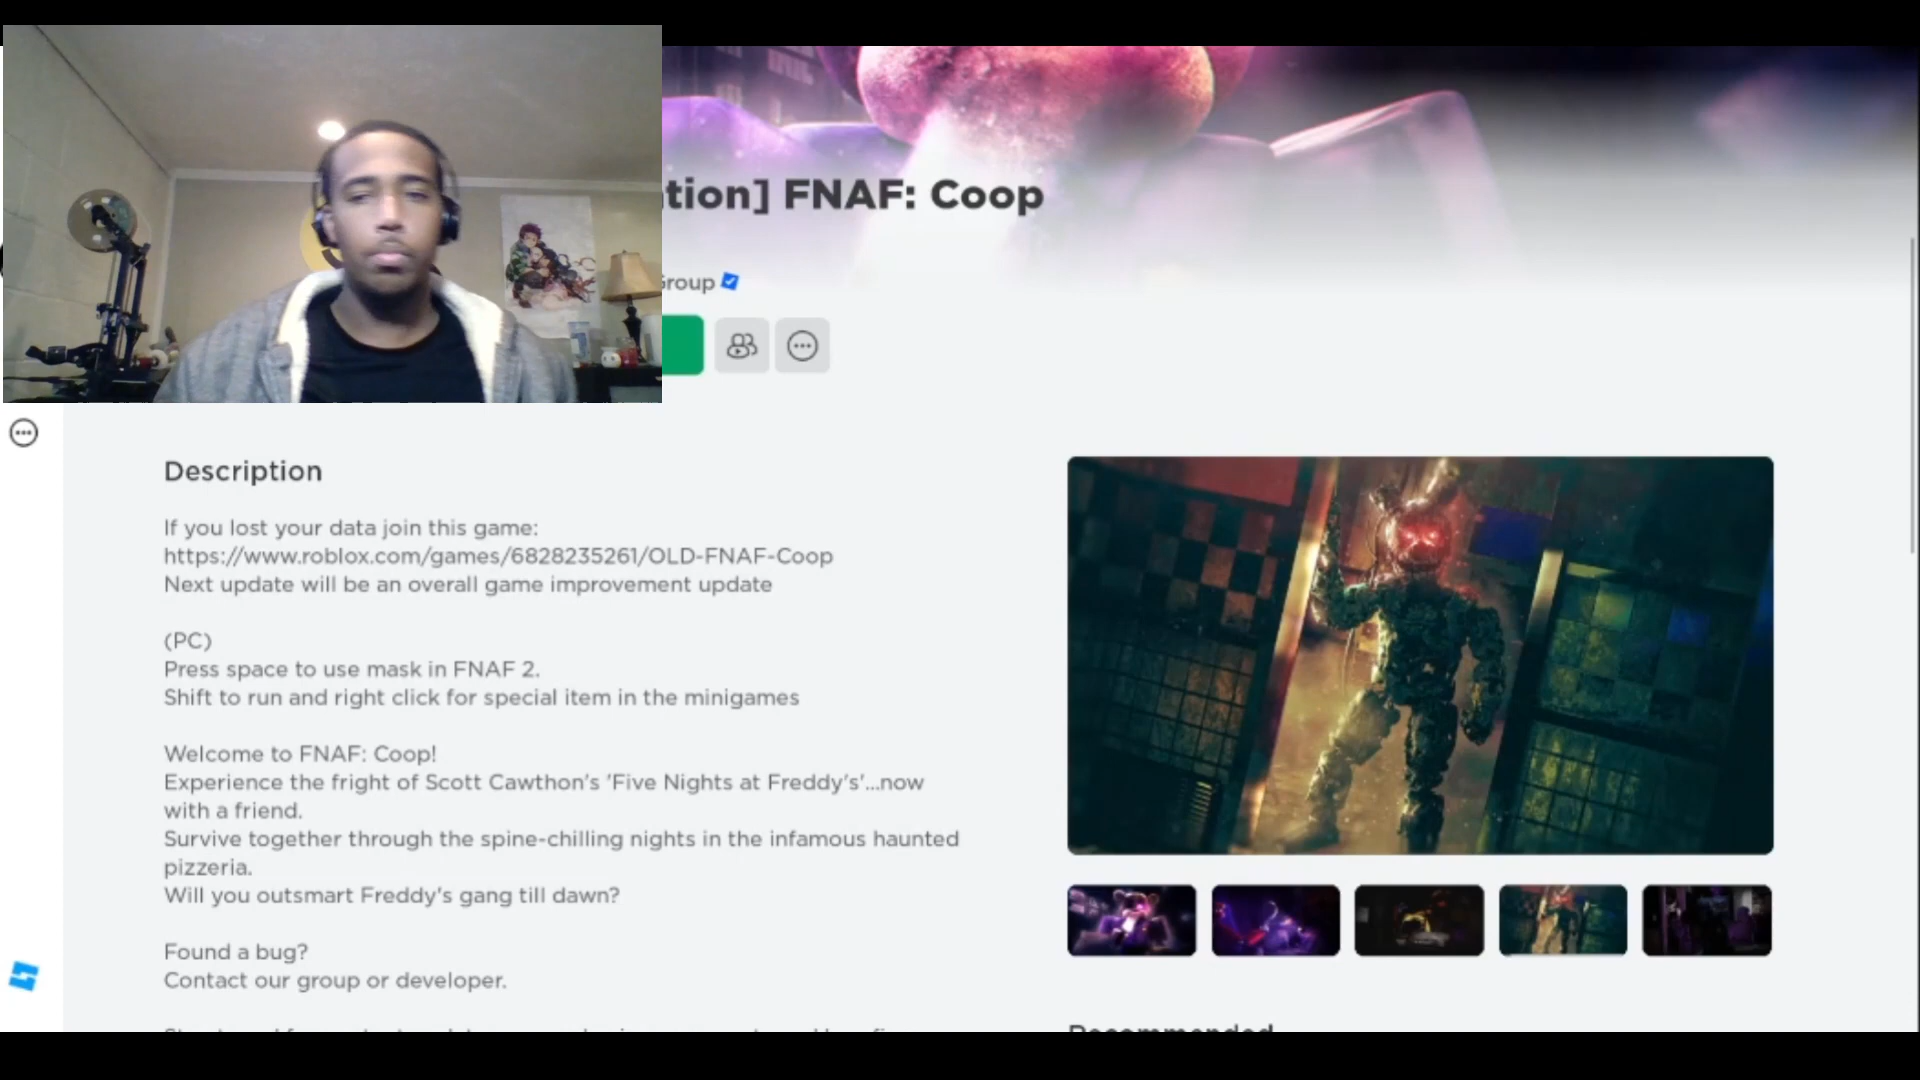 tion] FNAF: Coop
Group
Description
If you lost your data join this game:
https://www.roblox.com/games/6828235261/OLD-FNAF-Coop
Next update will be an overall game improvement update
(PC)
Press space to use mask in FNAF 2.
Shift to run and right click for special item in the minigames
Welcome to FNAF: Coop!
Experience the fright of Scott Cawthon's 'Five Nights at Freddy's'...now
with a friend.
Survive together through the spine-chilling nights in the infamous haunted
pizzeria.
Will you outsmart Freddy's gang till dawn?
Found a bug?
Contact our group or developer.
Recommended